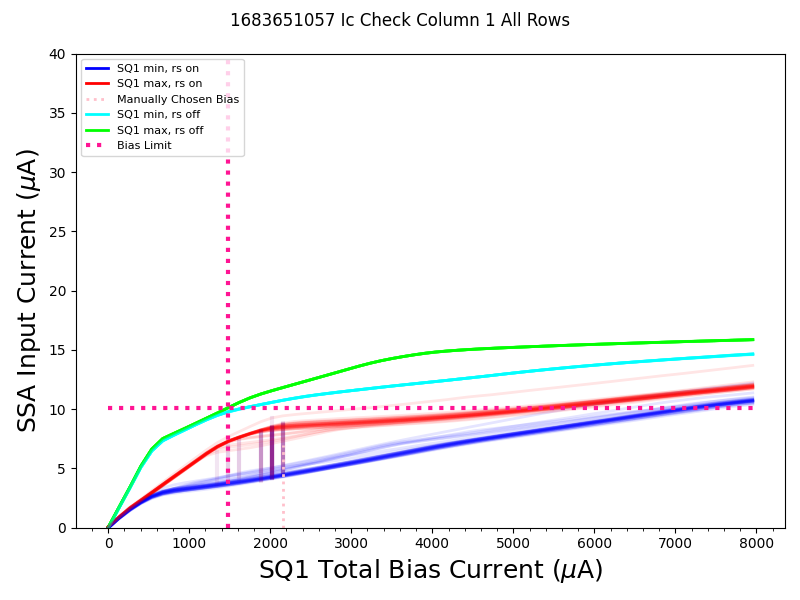 1683651057 Ic Check Column 1 All Rows
40
35
30
25
20
15
10
5
0
SSA Input Current (μA)
SQ1 min, rs on
SQ1 max, rs on
Manually Chosen Bias
SQ1 min, rs off
SQ1 max, rs off
Bias Limit
0 1000 2000 3000 4000 5000 6000 7000 8000
SQ1 Total Bias Current (μA)